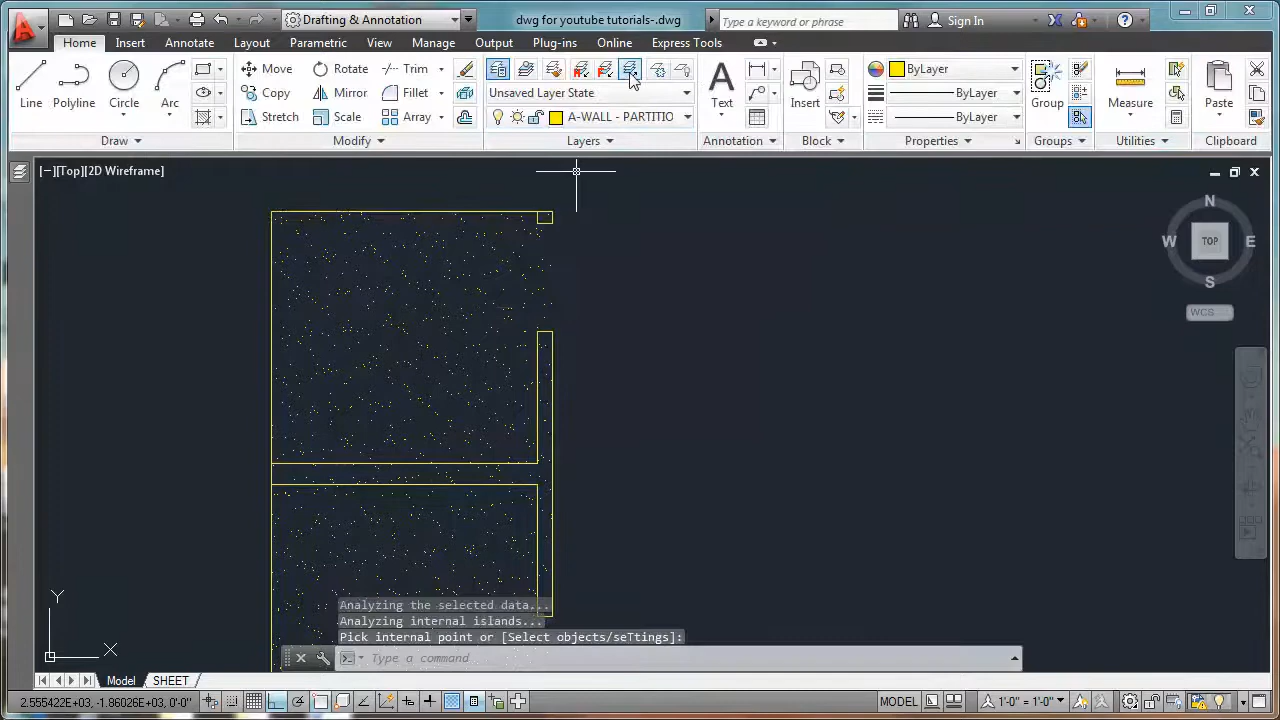 Drafting & Annotation
dwg for youtube tutorials-.dwg
Type a keyword or phrase
Sign In
Home
Insert
Annotate
Layout
Parametric
View
Manage
Output
Plug-ins
Online
Express Tools
Line
Polyline
Circle
Arc
Draw
Move
Rotate
Trim
Copy
Mirror
Fillet
Stretch
Scale
Array
Modify
Unsaved Layer State
A-WALL - PARTITIO
Layers
Text
Annotation
Insert
Block
ByLayer
ByLayer
ByLayer
Properties
Group
Groups
Measure
Utilities
Paste
Clipboard
[−][Top][2D Wireframe]
N
W
TOP
E
S
WCS
Y
X
Analyzing the selected data...
Analyzing internal islands...
Pick internal point or [Select objects/seTtings]:
Type a command
Model
SHEET
2.555422E+03, -1.86026E+03, 0'-0"
MODEL
1'-0" = 1'-0"